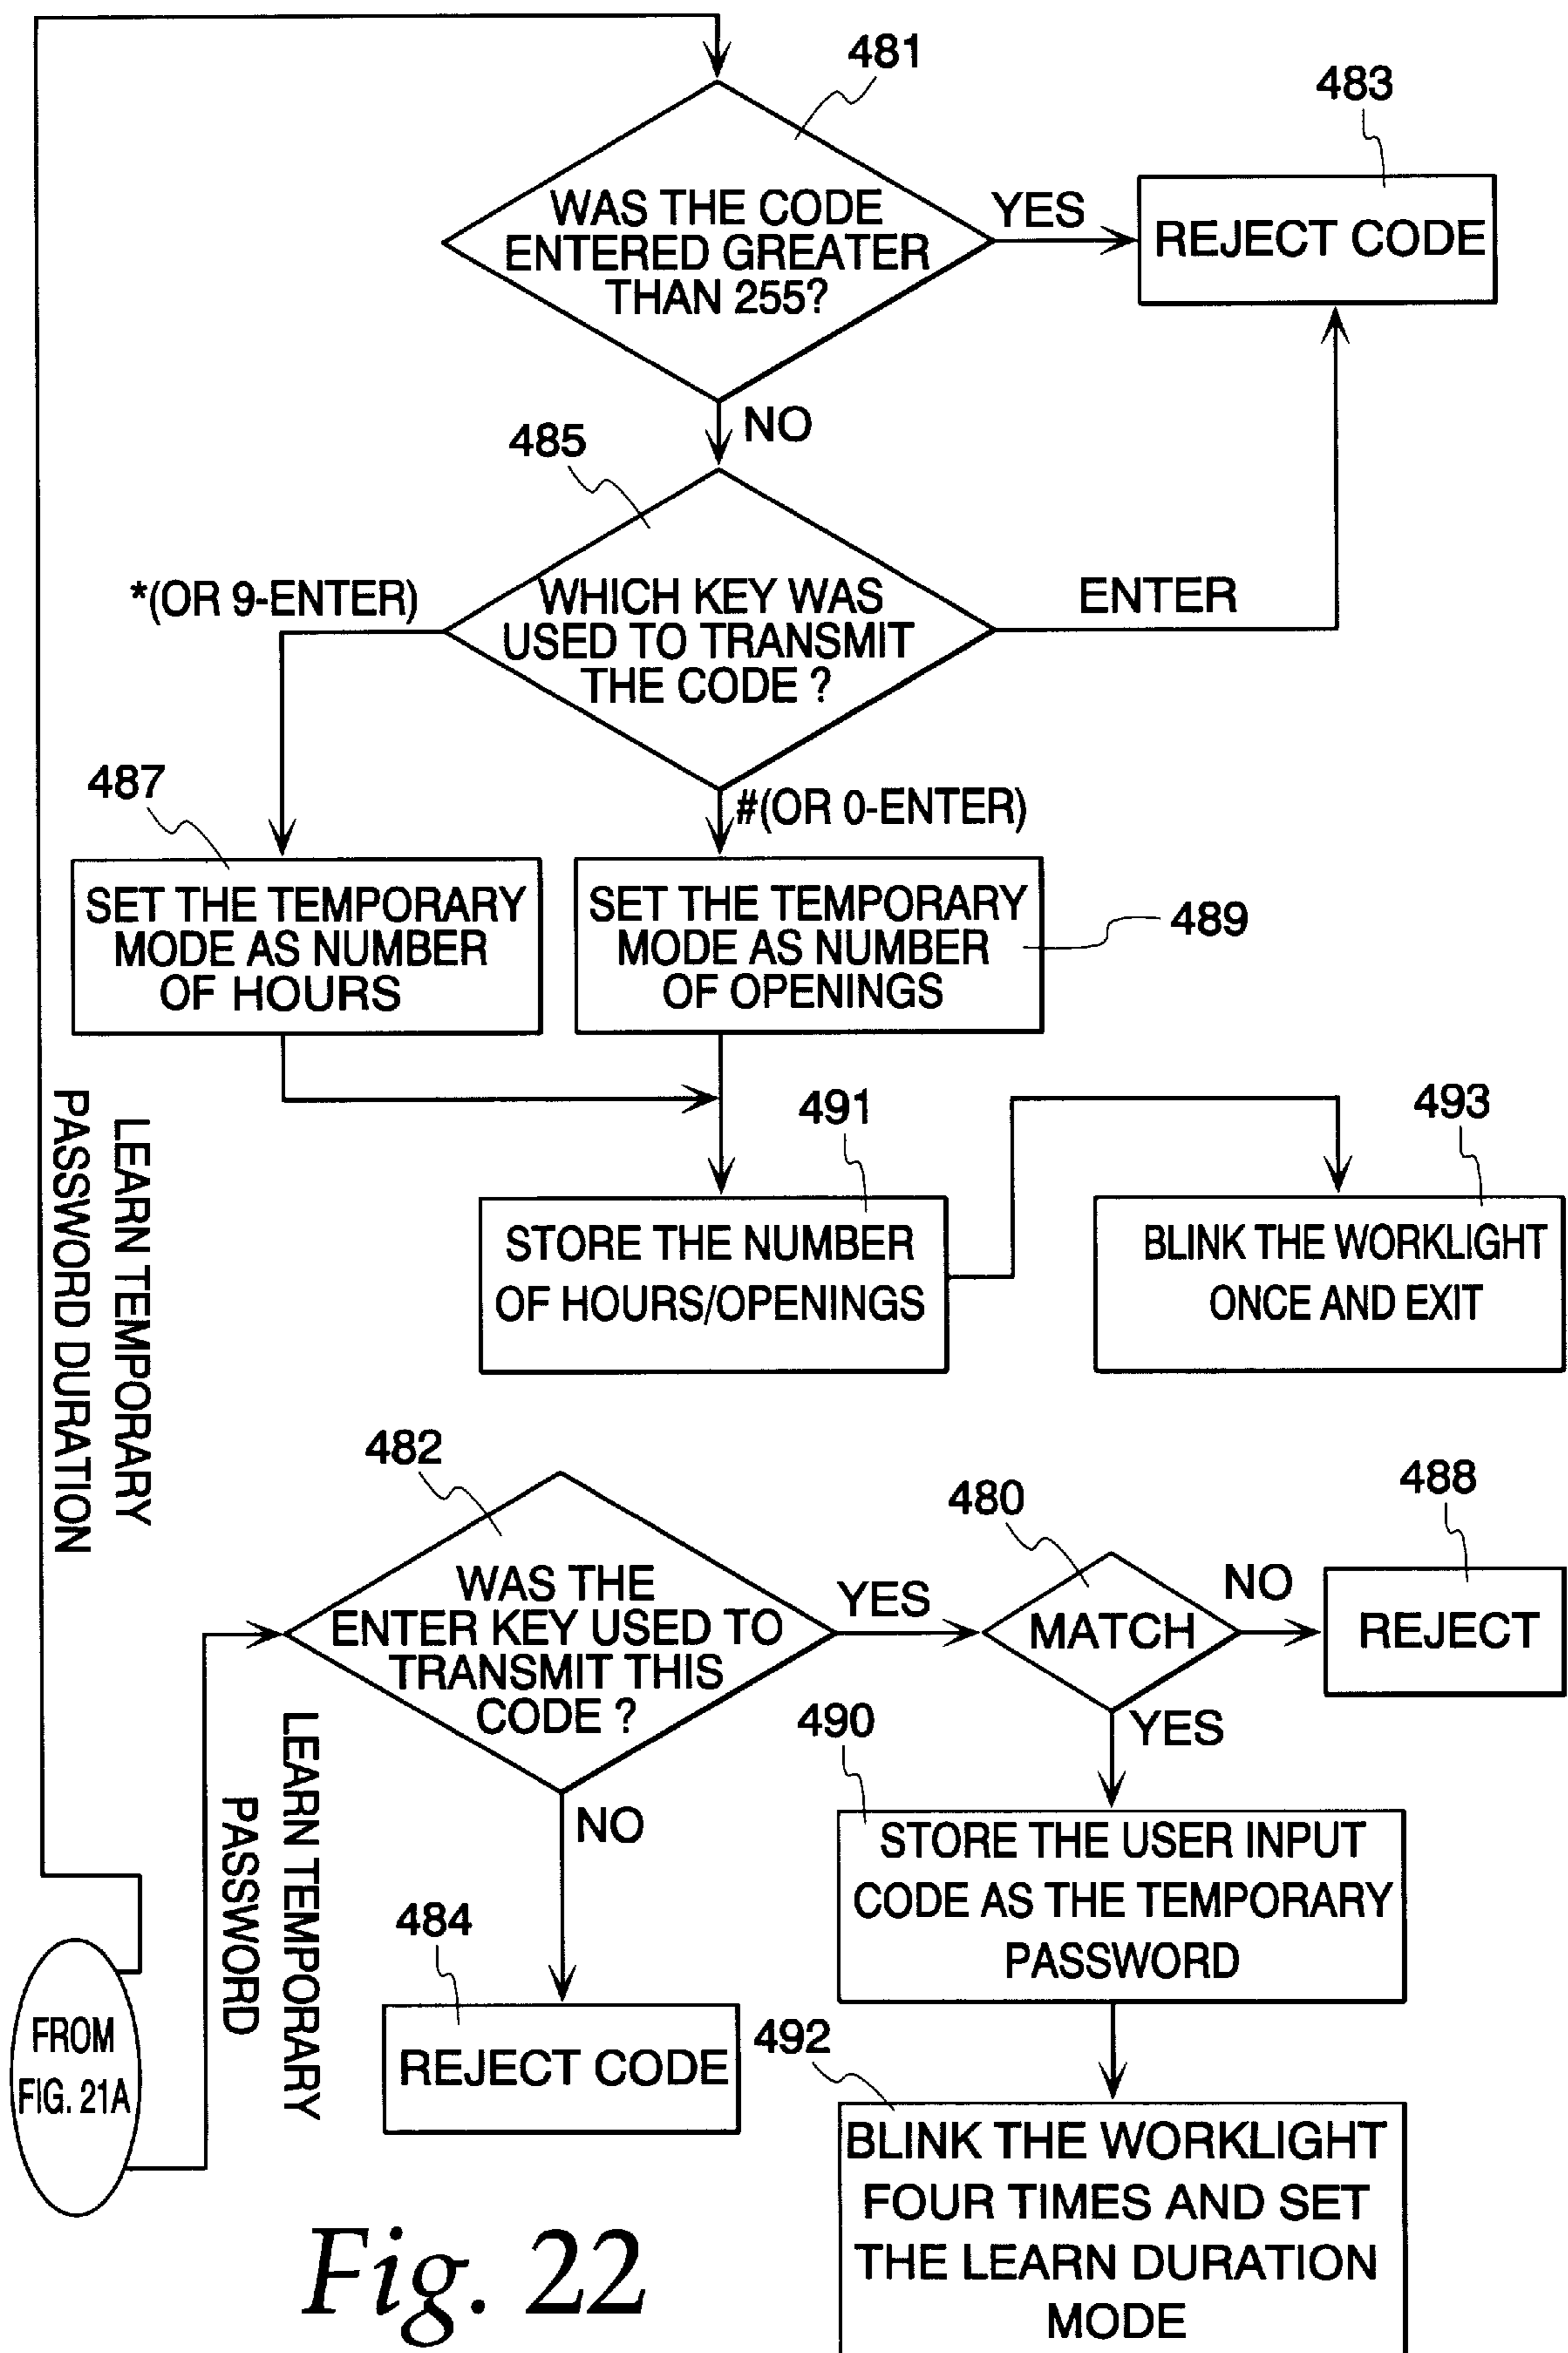 481
483
WAS THE CODE
ENTERED GREATER
THAN 255?
YES
REJECT CODE
NO
485
*(OR 9-ENTER)
WHICH KEY WAS
USED TO TRANSMIT
THE CODE ?
ENTER
487
#(OR 0-ENTER)
SET THE TEMPORARY
MODE AS NUMBER
OF HOURS
SET THE TEMPORARY
MODE AS NUMBER
OF OPENINGS
489
LEARN TEMPORARY
PASSWORD DURATION
491
493
STORE THE NUMBER
OF HOURS/OPENINGS
BLINK THE WORKLIGHT
ONCE AND EXIT
482
480
488
WAS THE
ENTER KEY USED TO
TRANSMIT THIS
CODE ?
YES
MATCH
NO
REJECT
LEARN TEMPORARY
PASSWORD
490
YES
NO
STORE THE USER INPUT
CODE AS THE TEMPORARY
PASSWORD
484
REJECT CODE
FROM
FIG. 21A
492
BLINK THE WORKLIGHT
FOUR TIMES AND SET
THE LEARN DURATION
MODE
Fig. 22